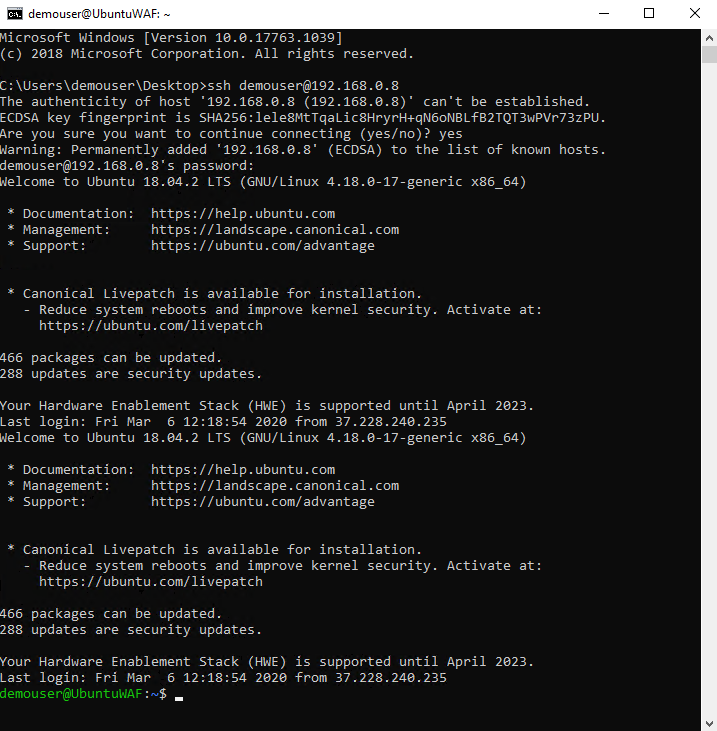 demouser@UbuntuWAF: ~
Microsoft Windows [Version 10.0.17763.1039]
(c) 2018 Microsoft Corporation. All rights reserved.
C:\Users\demouser\Desktop>ssh demouser@192.168.0.8
The authenticity of host '192.168.0.8 (192.168.0.8)' can't be established.
ECDSA key fingerprint is SHA256:lele8MtTqaLic8HryrH+qN6oNBLfB2TQT3wPVr73zPU.
Are you sure you want to continue connecting (yes/no)? yes
Warning: Permanently added '192.168.0.8' (ECDSA) to the list of known hosts.
demouser@192.168.0.8's password:
Welcome to Ubuntu 18.04.2 LTS (GNU/Linux 4.18.0-17-generic x86_64)
* Documentation:  https://help.ubuntu.com
* Management:     https://landscape.canonical.com
* Support:        https://ubuntu.com/advantage
* Canonical Livepatch is available for installation.
- Reduce system reboots and improve kernel security. Activate at:
https://ubuntu.com/livepatch
466 packages can be updated.
288 updates are security updates.
Your Hardware Enablement Stack (HWE) is supported until April 2023.
Last login: Fri Mar  6 12:18:54 2020 from 37.228.240.235
Welcome to Ubuntu 18.04.2 LTS (GNU/Linux 4.18.0-17-generic x86_64)
* Documentation:  https://help.ubuntu.com
* Management:     https://landscape.canonical.com
* Support:        https://ubuntu.com/advantage
* Canonical Livepatch is available for installation.
- Reduce system reboots and improve kernel security. Activate at:
https://ubuntu.com/livepatch
466 packages can be updated.
288 updates are security updates.
Your Hardware Enablement Stack (HWE) is supported until April 2023.
Last login: Fri Mar  6 12:18:54 2020 from 37.228.240.235
demouser@UbuntuWAF:~$